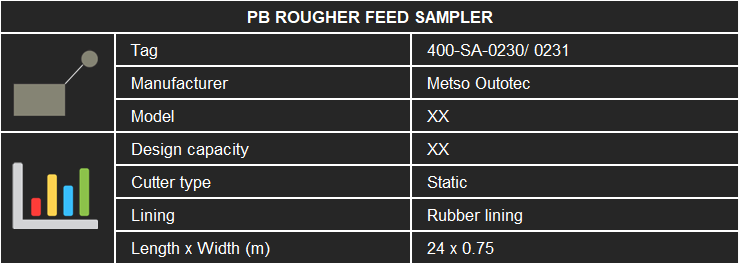 PB ROUGHER FEED SAMPLER
Tag 400-SA-0230/ 0231
Manufacturer Metso Outotec
Model XX
Design capacity XX
Cutter type Static
Lining Rubber lining
Length x Width (m) 24 x 0.75